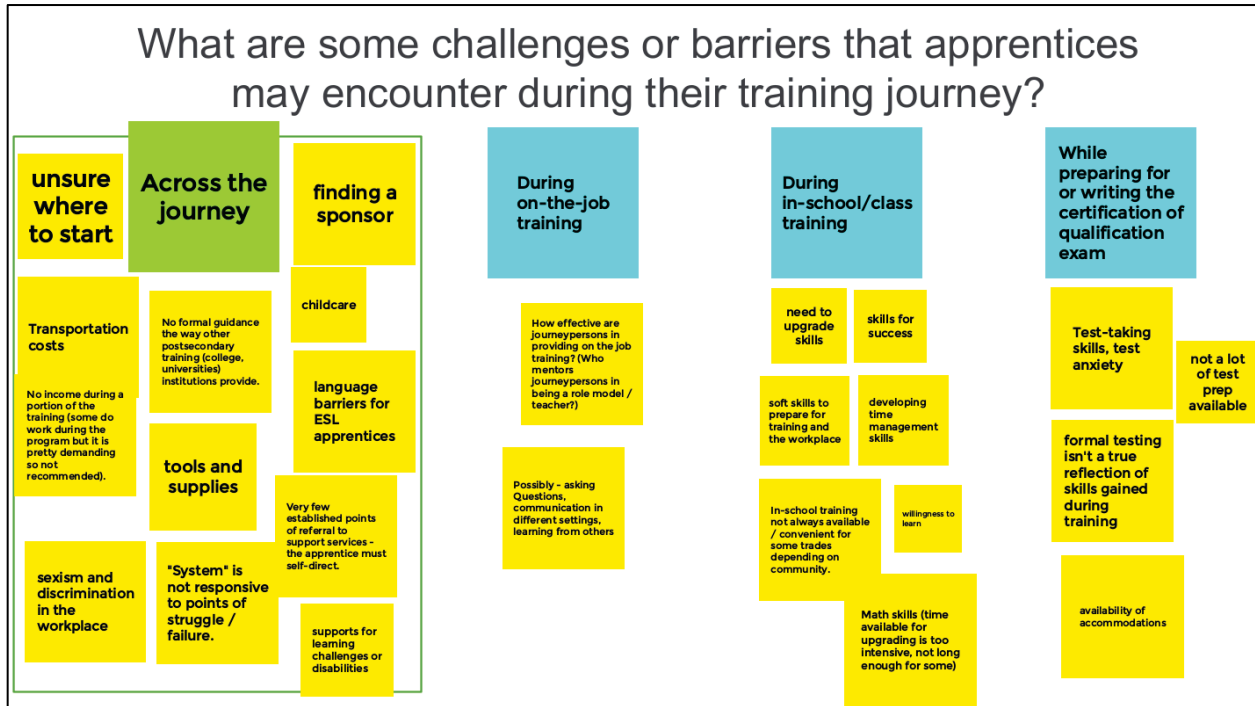 What are some challenges or barriers that apprentices
may encounter during their training journey?
unsure
where
to start
Across the
journey
finding a
sponsor
childcare
Transportation
costs
No formal guidance
the way other
postsecondary
training (college,
universities)
institutions provide.
language
barriers for
ESL
apprentices
No income during a
portion of the
training (some do
work during the
program but it is
pretty demanding
so not
recommended).
tools and
supplies
Very few
established points
of referral to
support services -
the apprentice must
self-direct.
sexism and
discrimination
in the
workplace
"System" is
not responsive
to points of
struggle /
failure.
supports for
learning
challenges or
disabilities
During
on-the-job
training
How effective are
journeypersons in
providing on the job
training? (Who
mentors
journeypersons in
being a role model /
teacher?)
Possibly - asking
Questions,
communication in
different settings,
learning from others
During
in-school/class
training
need to
upgrade
skills
skills for
success
soft skills to
prepare for
training and
the workplace
developing
time
management
skills
In-school training
not always available
/ convenient for
some trades
depending on
community.
willingness to
learn
Math skills (time
available for
upgrading is too
intensive, not long
enough for some)
While
preparing for
or writing the
certification of
qualification
exam
Test-taking
skills, test
anxiety
not a lot
of test
prep
available
formal testing
isn't a true
reflection of
skills gained
during
training
availability of
accommodations